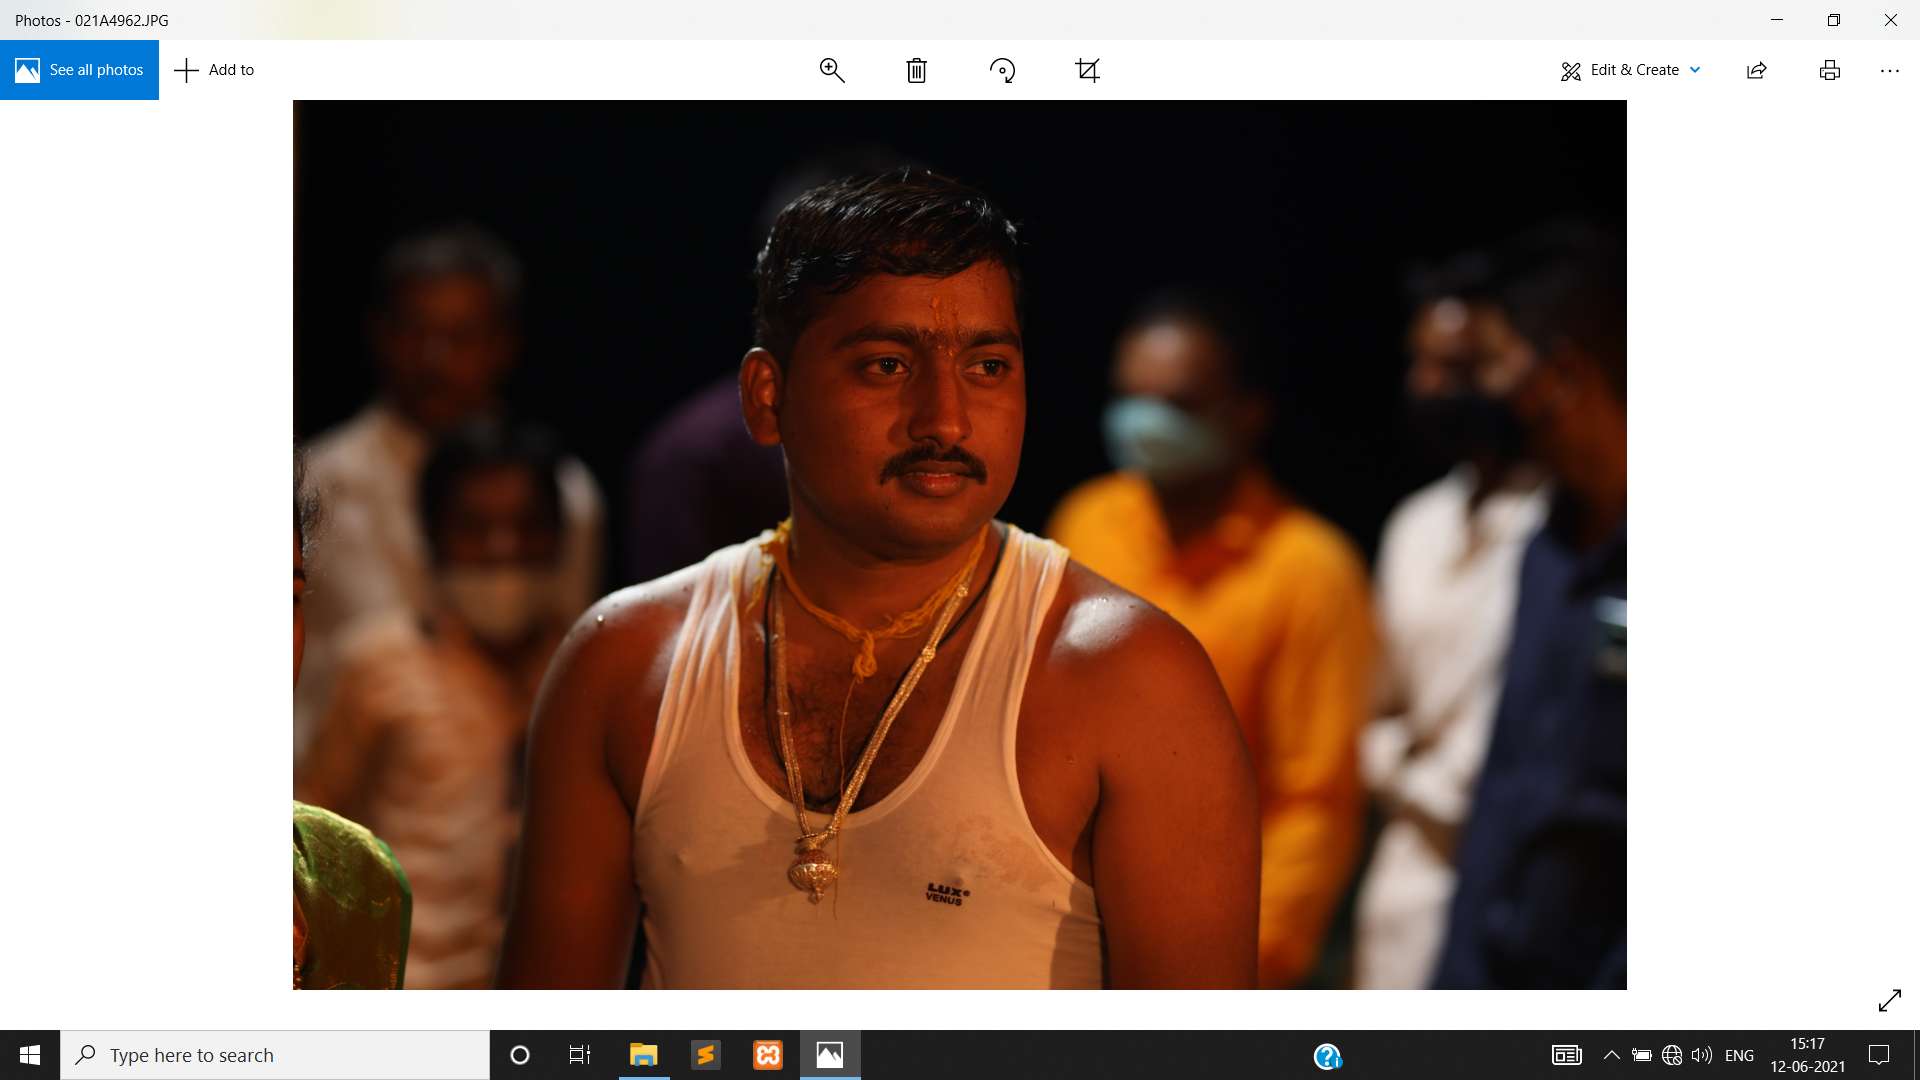 Photos - 021A4962.JPG
See all photos
Add to
Edit & Create
LUX
VENUS
Type here to search
ENG
15:17
12-06-2021